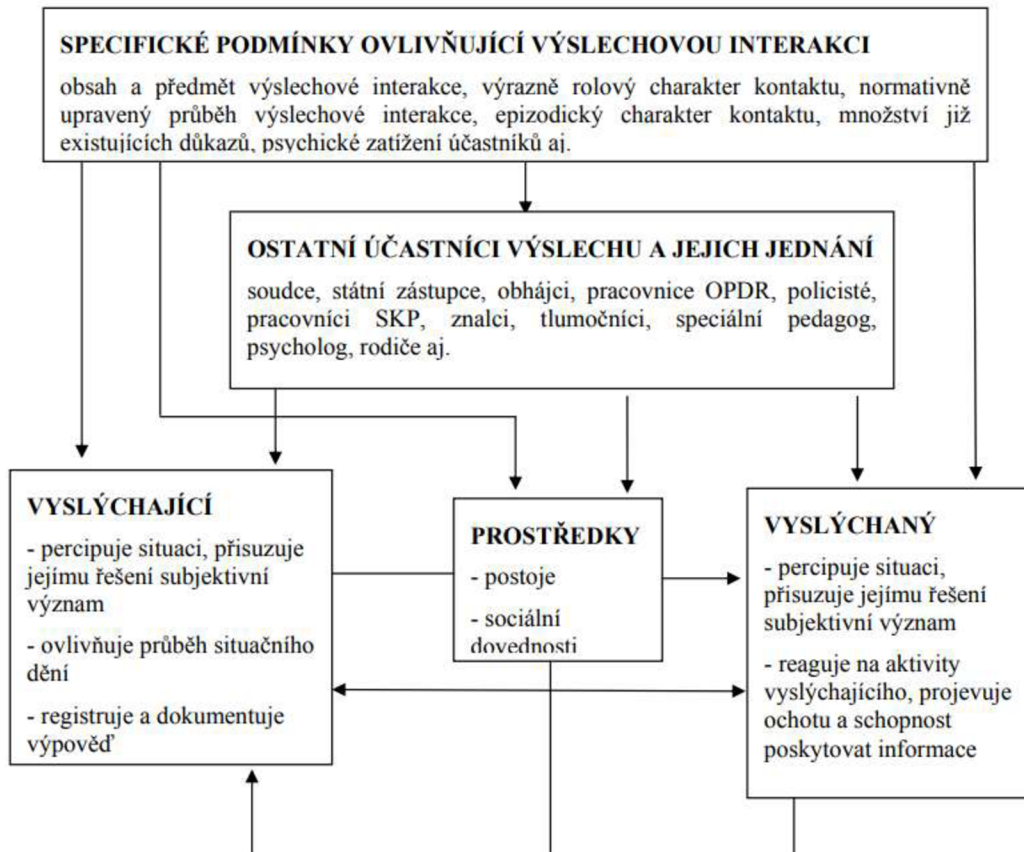 SPECIFICKÉ PODMÍNKY OVLIVŇUJÍCÍ VÝSLECHOVOU INTERAKCI
obsah a předmět výslechové interakce, výrazně rolový charakter kontaktu, normativně
upravený průběh výslechové interakce, epizodický charakter kontaktu, množství již
existujících důkazů, psychické zatížení účastníků aj.
OSTATNÍ ÚČASTNÍCI VÝSLECHU A JEJICH JEDNÁNÍ
soudce, státní zástupce, obhájci, pracovnice OPDR, policisté,
pracovníci SKP, znalci, tlumočníci, speciální pedagog,
psycholog, rodiče aj.
VYSLÝCHAJÍCÍ
- percipuje situaci, přisuzuje
jejímu řešení subjektivní
význam
- ovlivňuje průběh situačního
dění
- registruje a dokumentuje
výpověď
PROSTŘEDKY
- postoje
- sociální
dovednosti
VYSLÝCHANÝ
- percipuje situaci,
přisuzuje jejímu řešení
subjektivní význam
- reaguje na aktivity
vyslýchajícího, projevuje
ochotu a schopnost
poskytovat informace